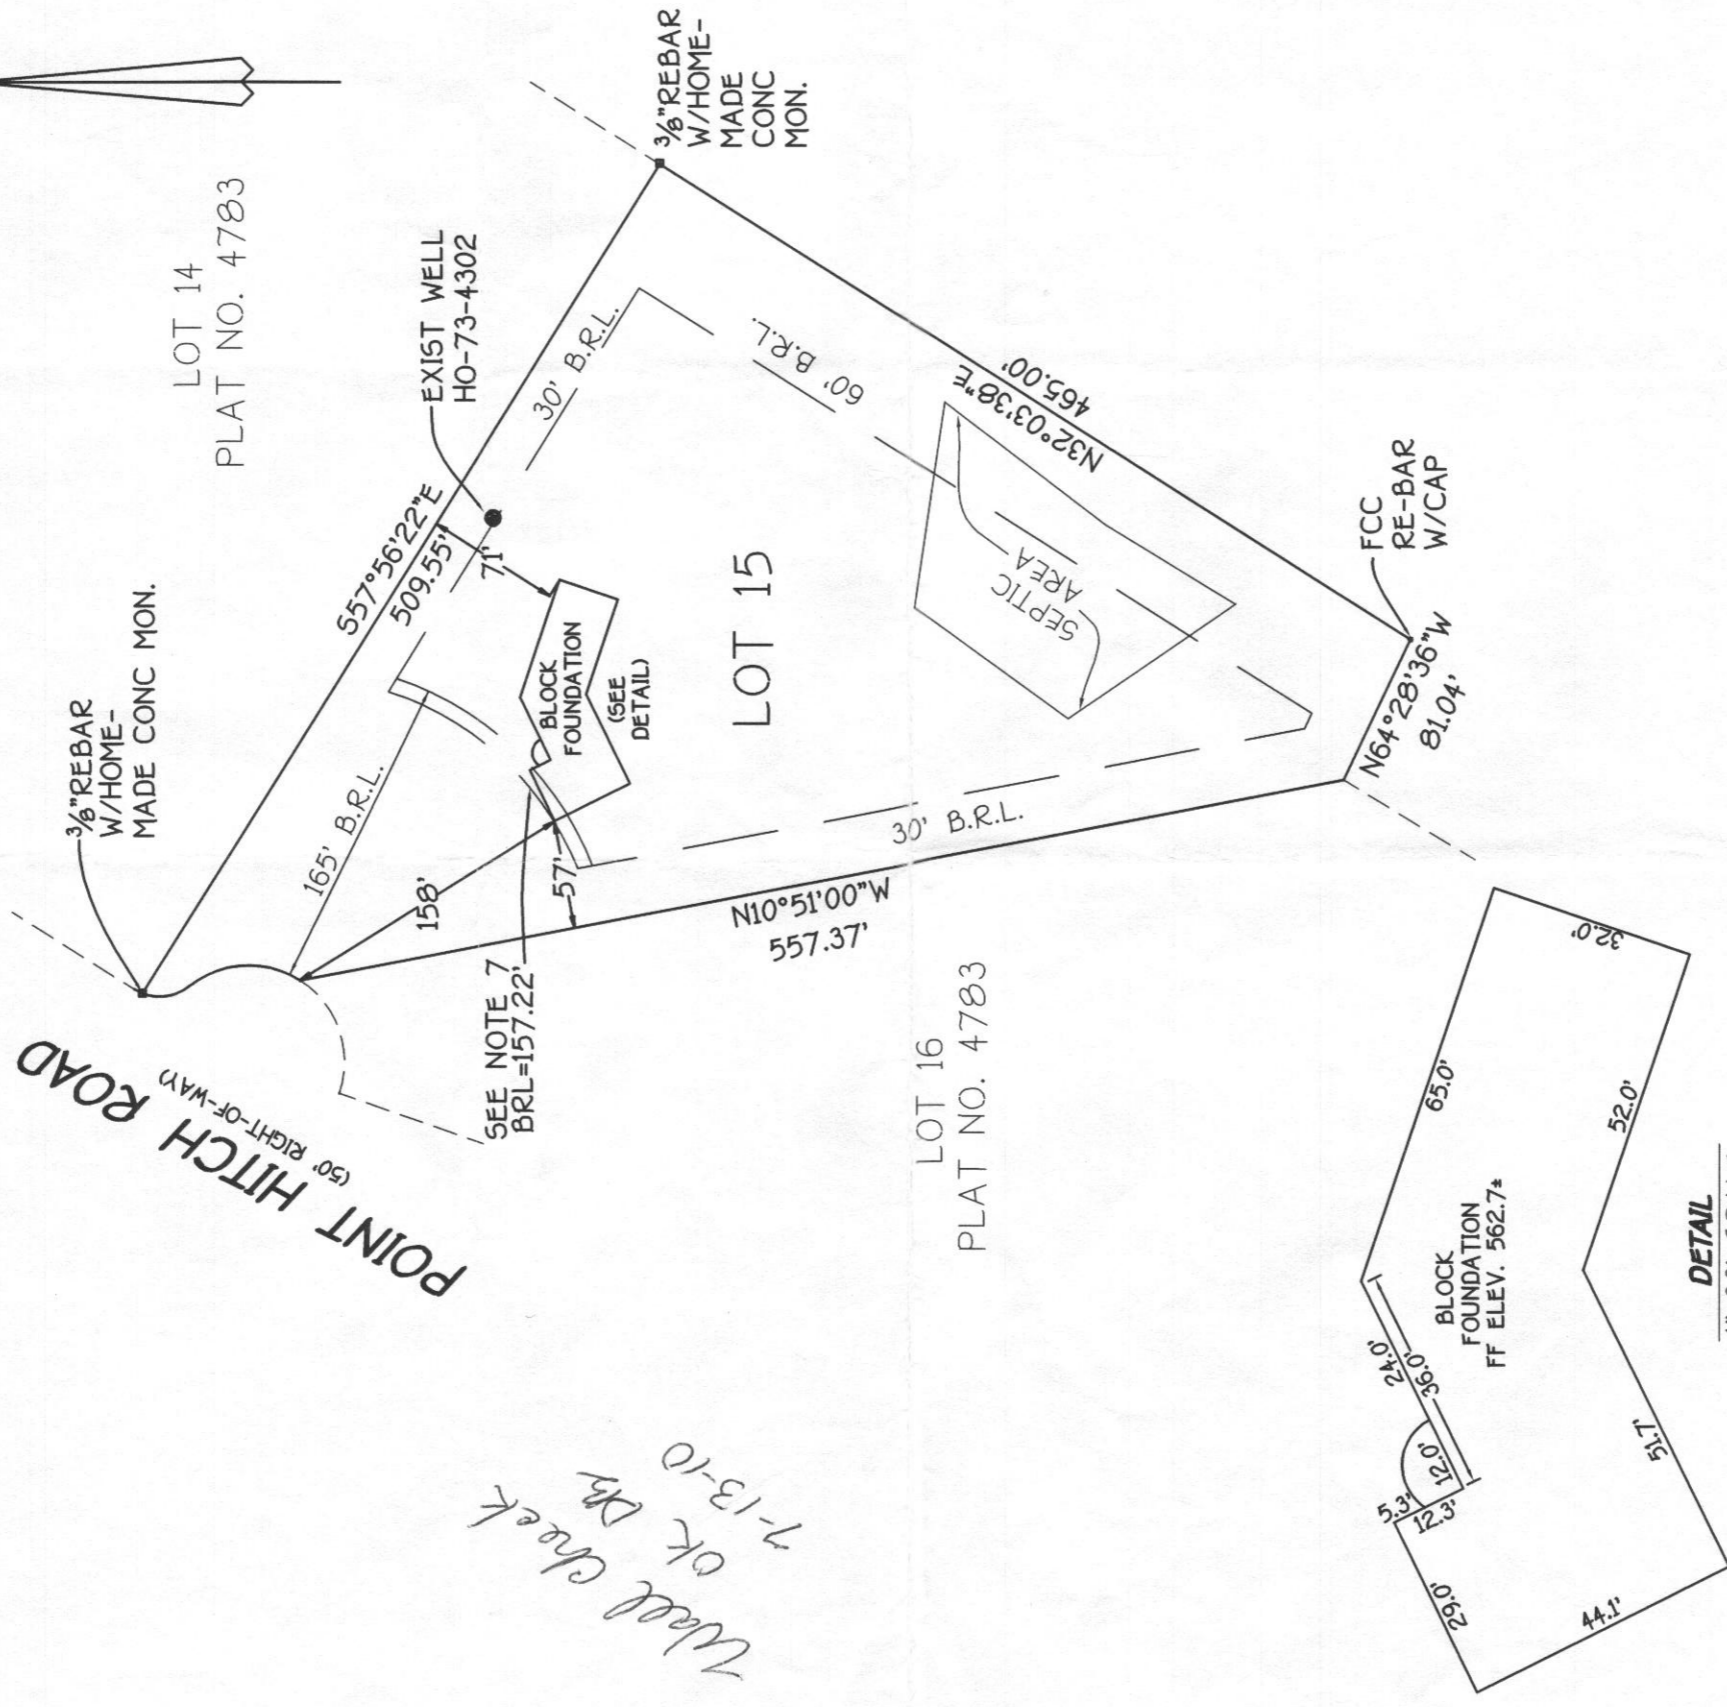 POINT HITCH ROAD
(50' RIGHT-OF-WAY)
3/8"REBAR
W/HOME-
MADE CONC MON.
LOT 14
PLAT NO. 4783
3/8"REBAR
W/HOME-
MADE
CONC
MON.
S57°56'22"E
509.55'
EXIST WELL
HO-73-4302
30' B.R.L.
165' B.R.L.
158'
71'
57'
SEE NOTE 7
BRL=157.22'
BLOCK
FOUNDATION
(SEE
DETAIL)
LOT 15
60' B.R.L.
N32°03'38"E
465.00'
SEPTIC
AREA
30' B.R.L.
N10°51'00"W
557.37'
FCC
RE-BAR
W/CAP
N64°28'36"W
81.04'
LOT 16
PLAT NO. 4783
Wall Check
OK
7-13-10
65.0'
32.0'
52.0'
24.0'
36.0'
12.0'
5.3'
12.3'
29.0'
44.1'
51.7'
BLOCK
FOUNDATION
FF ELEV. 562.7±
DETAIL